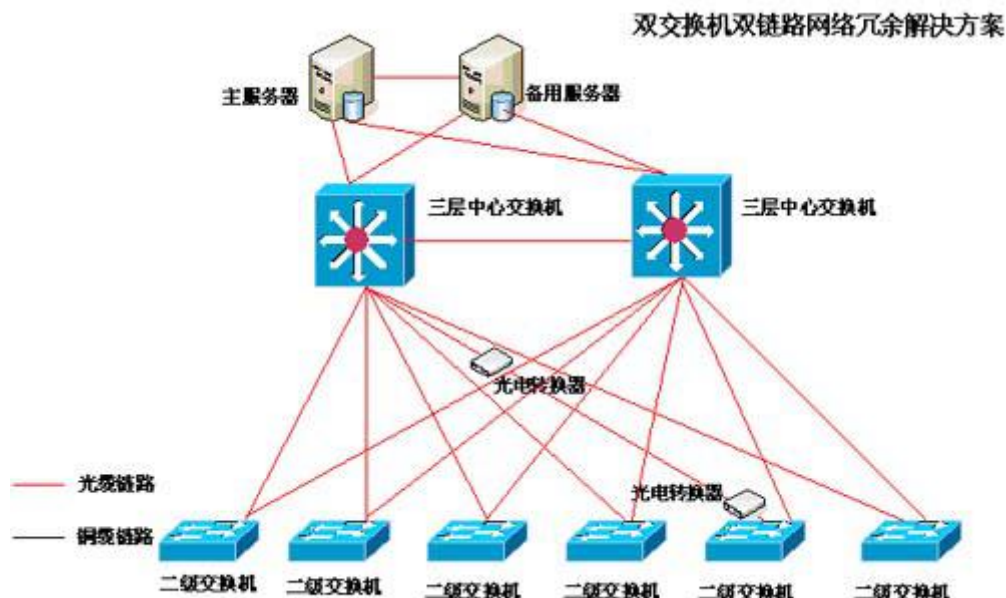 双交换机双链路网络冗余解决方案
主服务器
备用服务器
三层中心交换机
三层中心交换机
光电转换器
光缆链路
光电转换器
铜缆链路
二级交换机
二级交换机
二级交换机
二级交换机
二级交换机
二级交换机